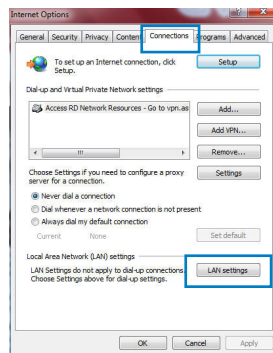 Internet Options
General Security Privacy Content Connections Programs Advanced
To set up an Internet connection, click
Setup.
Setup
Dial-up and Virtual Private Network settings
Access RD Network Resources - Go to vpn.as
Add...
Add VPN...
Remove...
Choose Settings if you need to configure a proxy
server for a connection.
Settings
Never dial a connection
Dial whenever a network connection is not present
Always dial my default connection
Current None
Set default
Local Area Network (LAN) settings
LAN Settings do not apply to dial-up connections.
Choose Settings above for dial-up settings.
LAN settings
OK Cancel Apply